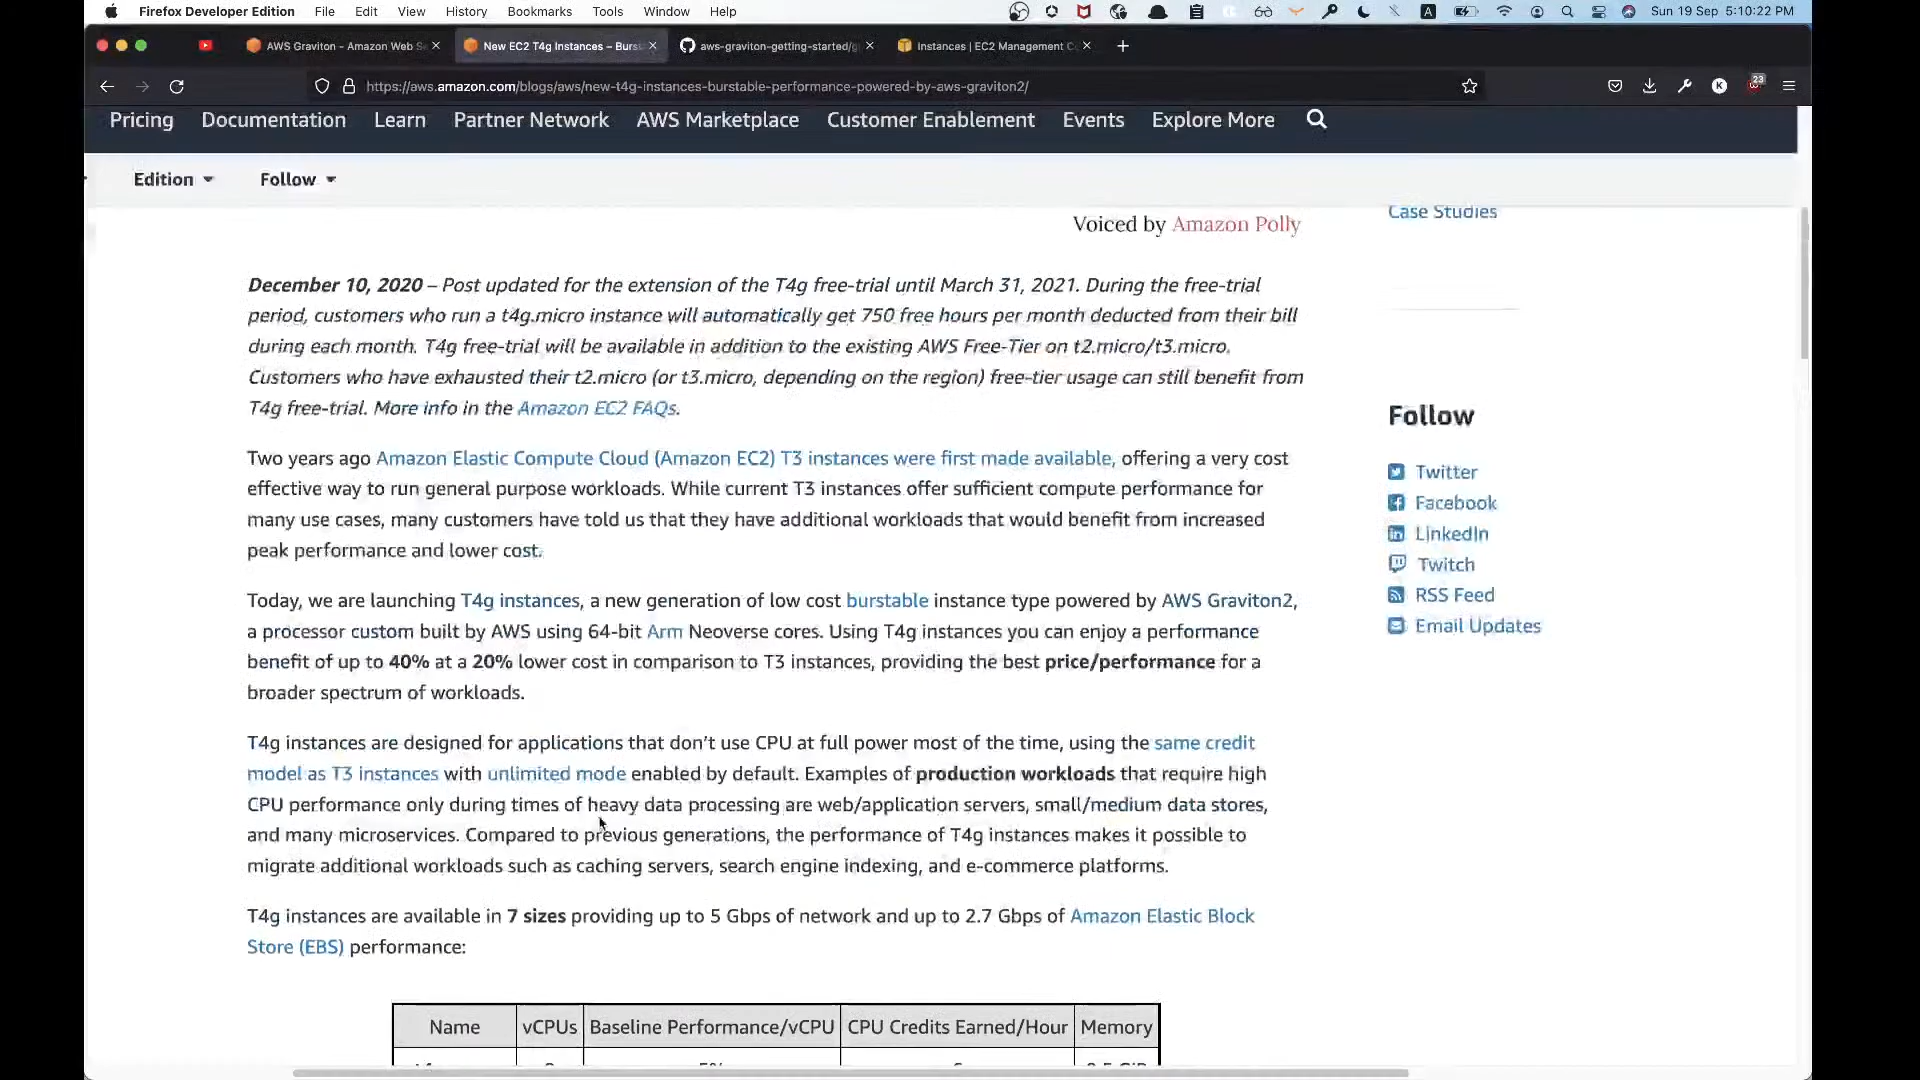 Firefox Developer Edition File Edit View History Bookmarks Tools Window Help A Sun 19 Sep 5:10:22 PM
AWS Graviton – Amazon Web S New EC2 T4g Instances – Burs aws-graviton-getting-started/g Instances | EC2 Management C
https://aws.amazon.com/blogs/aws/new-t4g-instances-burstable-performance-powered-by-aws-graviton2/ K 23
Pricing Documentation Learn Partner Network AWS Marketplace Customer Enablement Events Explore More
Edition Follow
Case Studies
Voiced by Amazon Polly
December 10, 2020 – Post updated for the extension of the T4g free-trial until March 31, 2021. During the free-trial
period, customers who run a t4g.micro instance will automatically get 750 free hours per month deducted from their bill
during each month. T4g free-trial will be available in addition to the existing AWS Free-Tier on t2.micro/t3.micro.
Customers who have exhausted their t2.micro (or t3.micro, depending on the region) free-tier usage can still benefit from
T4g free-trial. More info in the Amazon EC2 FAQs.
Two years ago Amazon Elastic Compute Cloud (Amazon EC2) T3 instances were first made available, offering a very cost
effective way to run general purpose workloads. While current T3 instances offer sufficient compute performance for
many use cases, many customers have told us that they have additional workloads that would benefit from increased
peak performance and lower cost.
Today, we are launching T4g instances, a new generation of low cost burstable instance type powered by AWS Graviton2,
a processor custom built by AWS using 64-bit Arm Neoverse cores. Using T4g instances you can enjoy a performance
benefit of up to 40% at a 20% lower cost in comparison to T3 instances, providing the best price/performance for a
broader spectrum of workloads.
T4g instances are designed for applications that don't use CPU at full power most of the time, using the same credit
model as T3 instances with unlimited mode enabled by default. Examples of production workloads that require high
CPU performance only during times of heavy data processing are web/application servers, small/medium data stores,
and many microservices. Compared to previous generations, the performance of T4g instances makes it possible to
migrate additional workloads such as caching servers, search engine indexing, and e-commerce platforms.
T4g instances are available in 7 sizes providing up to 5 Gbps of network and up to 2.7 Gbps of Amazon Elastic Block
Store (EBS) performance:
Name vCPUs Baseline Performance/vCPU CPU Credits Earned/Hour Memory
Follow
Twitter
Facebook
LinkedIn
Twitch
RSS Feed
Email Updates